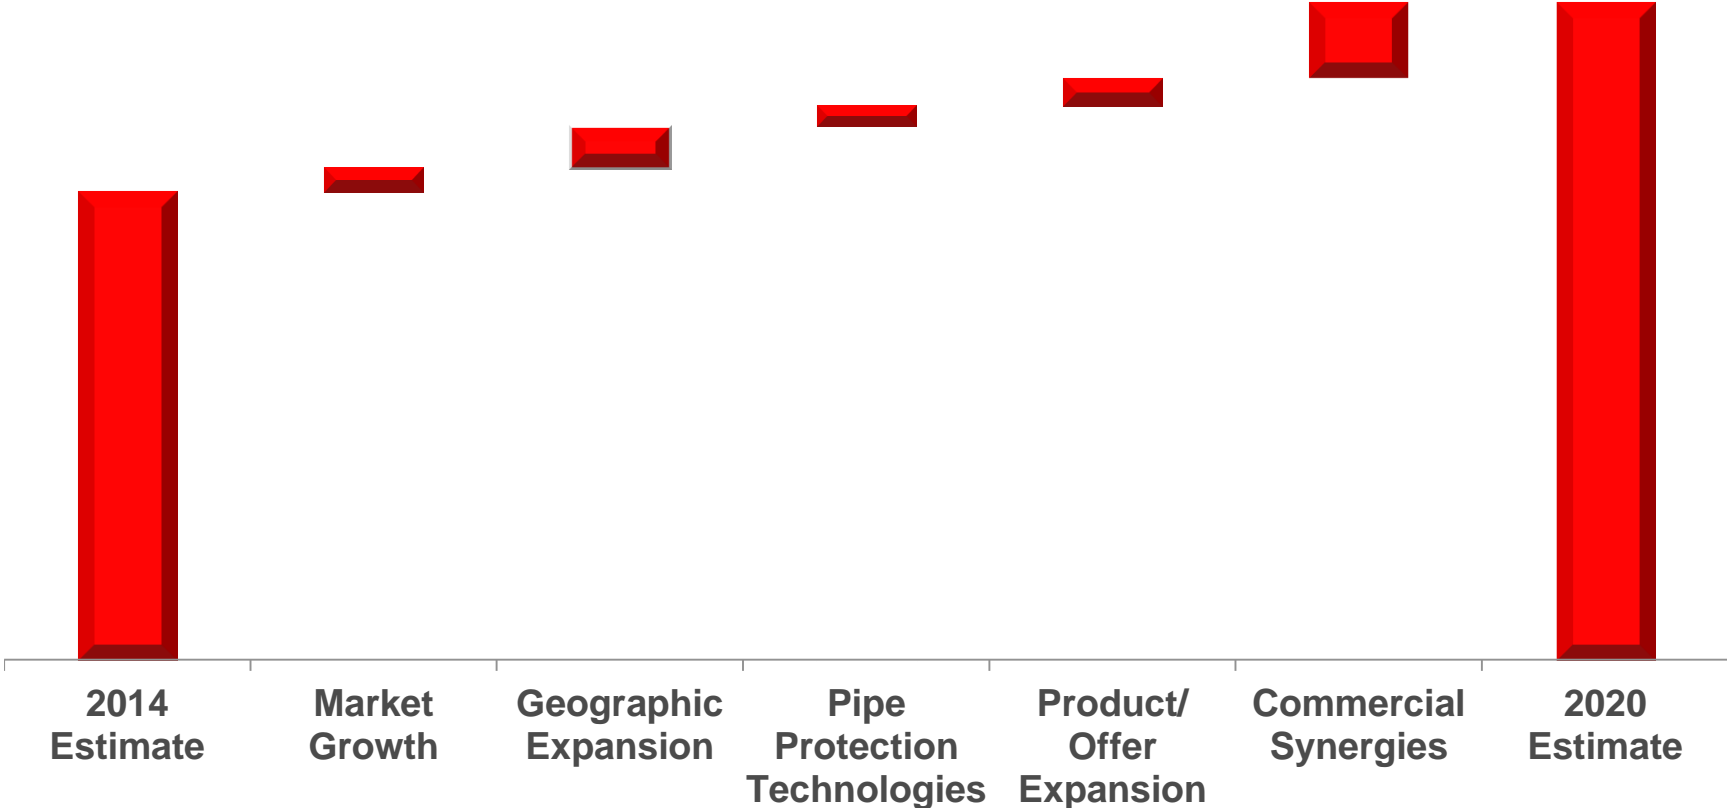 2014
Estimate
Market
Growth
Geographic
Expansion
Pipe
Protection
Technologies
Product/
Offer
Expansion
Commercial
Synergies
2020
Estimate